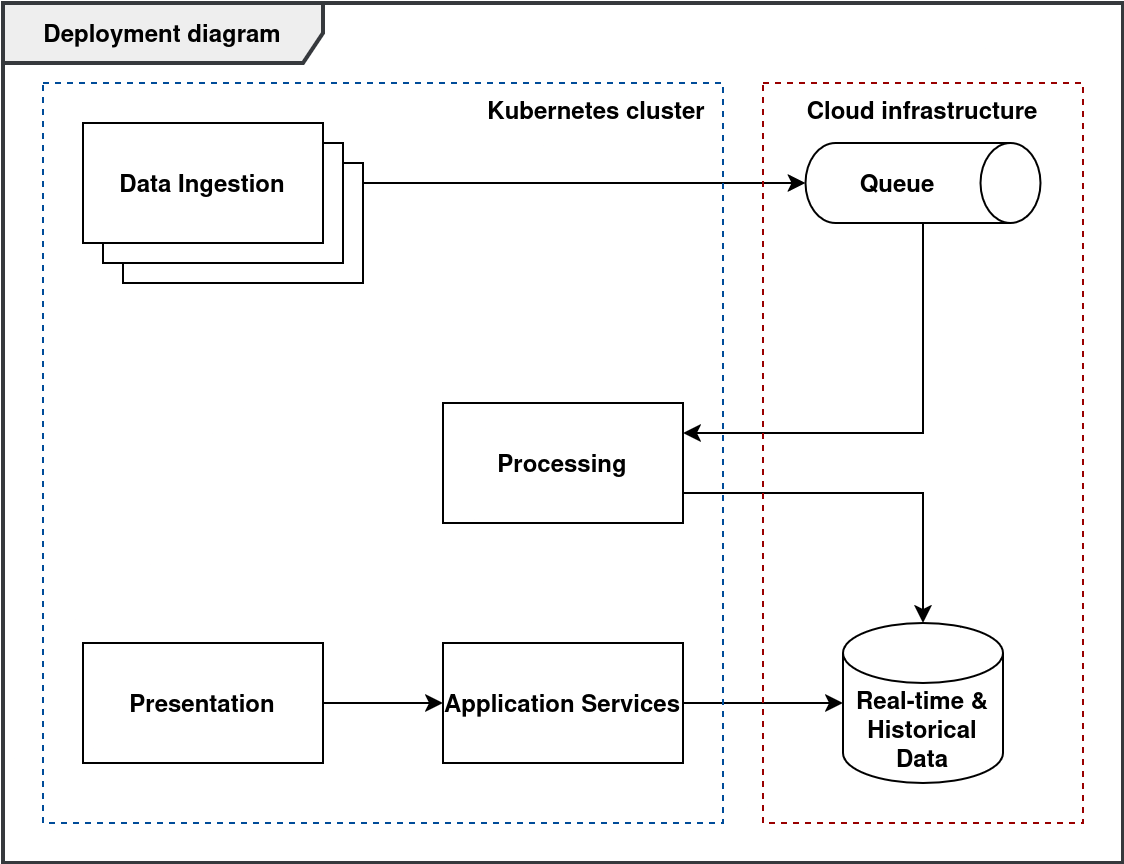 Deployment diagram
Kubernetes cluster
Cloud infrastructure
Data Ingestion
Queue
Processing
Presentation
Application Services
Real-time &
Historical
Data